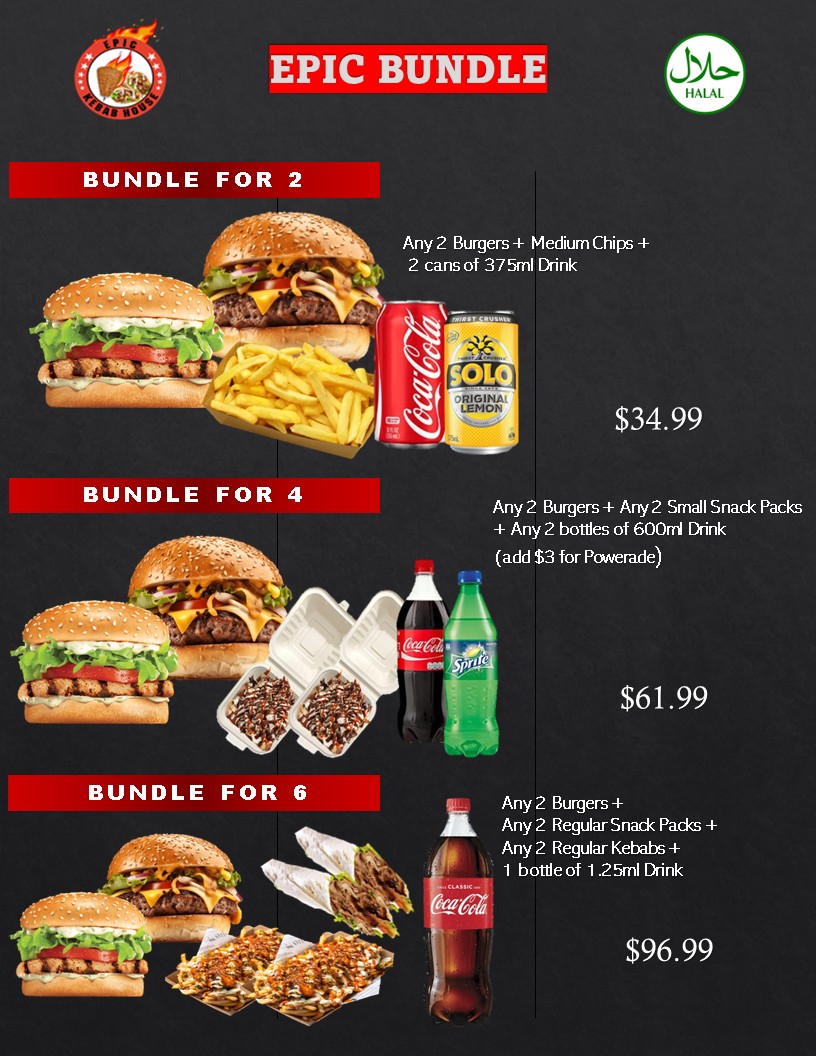 EPIC
KEBAB HOUSE
EPIC BUNDLE
حلال
HALAL
BUNDLE FOR 2
Any 2 Burgers + Medium Chips +
2 cans of 375ml Drink
Coca-Cola
THIRST CRUSHER
THIRST CRUSHER
SOLO
ORIGINAL
LEMON
$34.99
BUNDLE FOR 4
Any 2 Burgers + Any 2 Small Snack Packs
+ Any 2 bottles of 600ml Drink
(add $3 for Powerade)
Coca-Cola
Sprite
$61.99
BUNDLE FOR 6
Any 2 Burgers +
Any 2 Regular Snack Packs +
Any 2 Regular Kebabs +
1 bottle of 1.25ml Drink
CLASSIC
Coca-Cola
$96.99